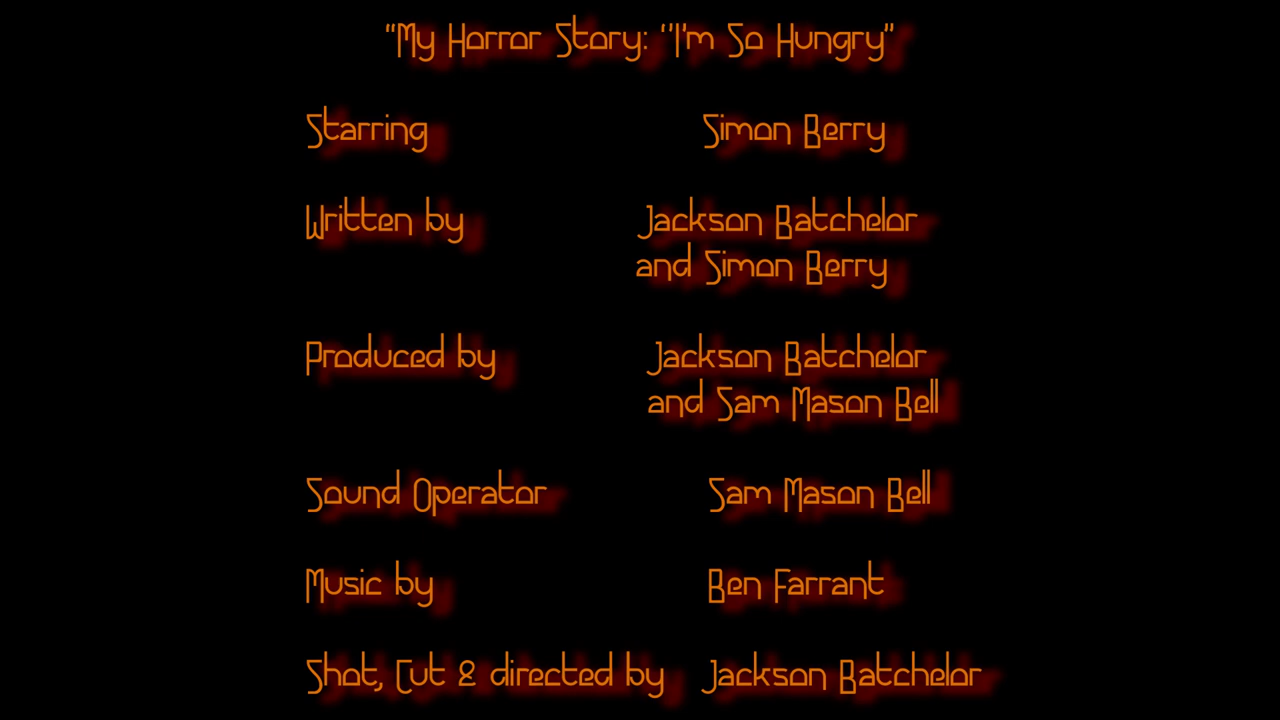 "My Horror Story: ''I'm So Hungry"
Starring Simon Berry
Written by Jackson Batchelor
and Simon Berry
Produced by Jackson Batchelor
and Sam Mason Bell
Sound Operator Sam Mason Bell
Music by Ben Farrant
Shot, Cut & directed by Jackson Batchelor